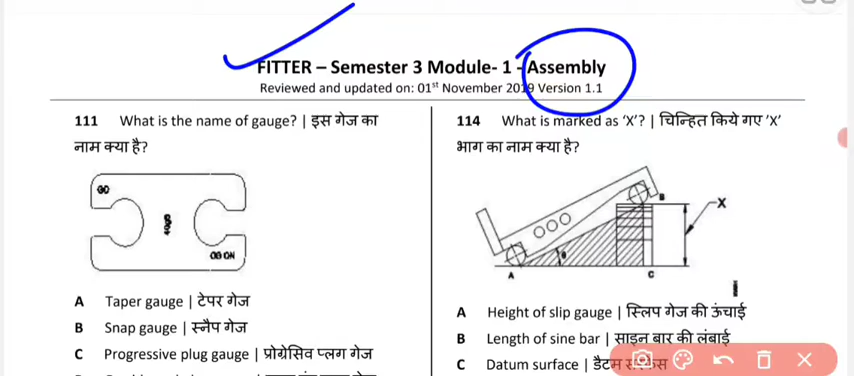 FITTER – Semester 3 Module- 1 - Assembly
Reviewed and updated on: 01st November 2019 Version 1.1
111 What is the name of gauge? | इस गेज का
नाम क्या है?
GO
NO GO
A Taper gauge | टेपर गेज
B Snap gauge | स्नैप गेज
C Progressive plug gauge | प्रोग्रेसिव प्लग गेज
114 What is marked as ‘X’? | चिन्हित किये गए ‘X’
भाग का नाम क्या है?
B
X
θ
A
C
A Height of slip gauge | स्लिप गेज की ऊंचाई
B Length of sine bar | साइन बार की लंबाई
C Datum surface | डैटम